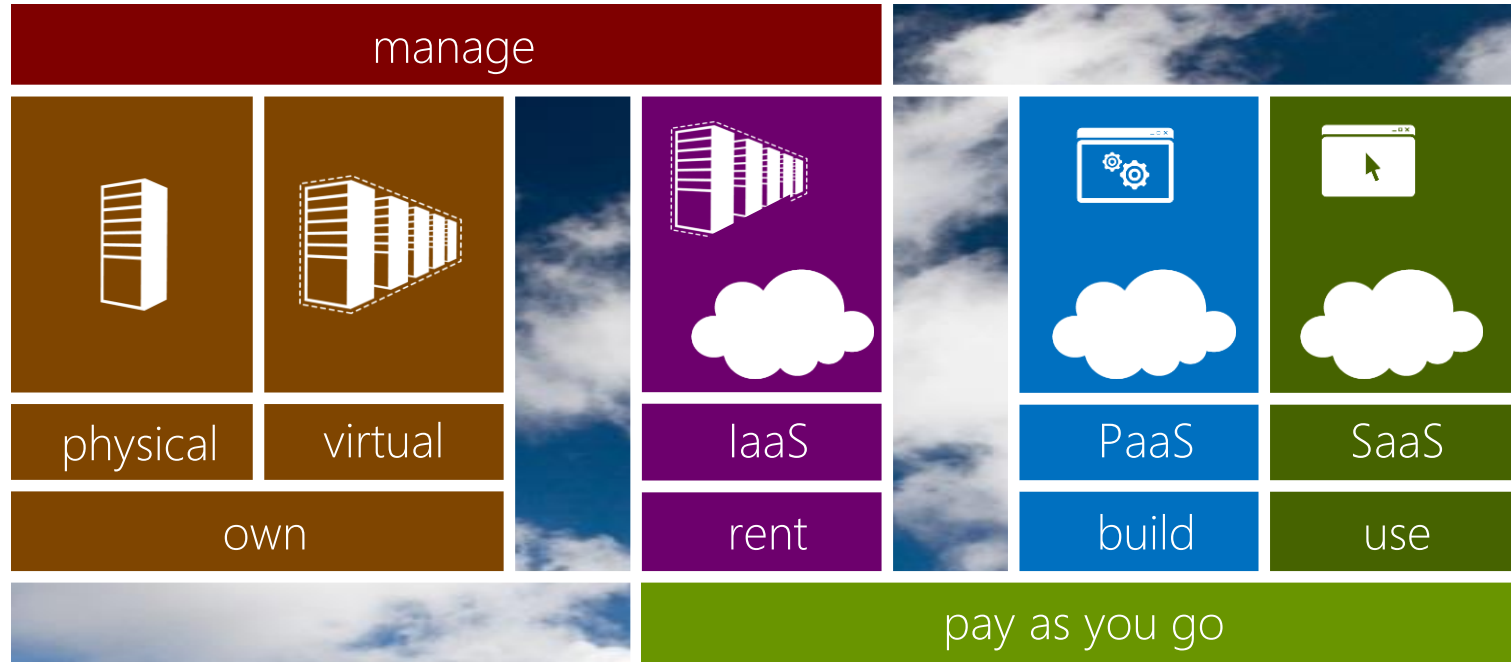 manage
physical
virtual
IaaS
PaaS
SaaS
own
rent
build
use
pay as you go